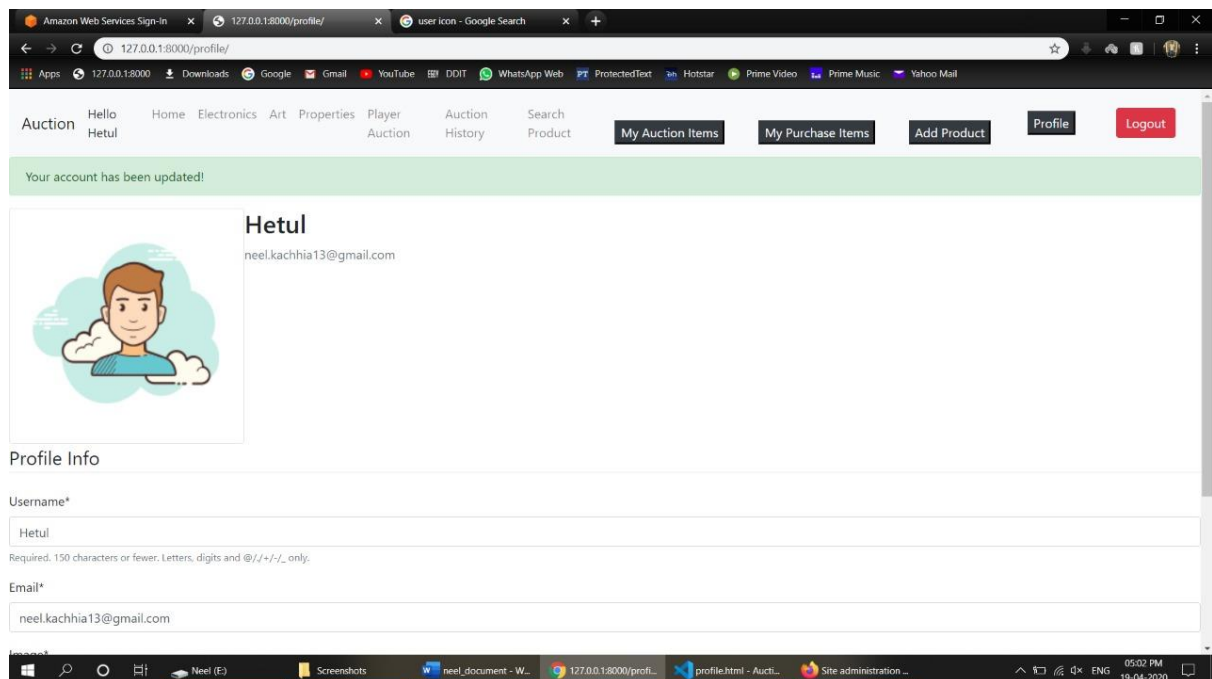 Amazon Web Services Sign-In
127.0.0.1:8000/profile/
user icon - Google Search
127.0.0.1:8000/profile/
Apps 127.0.0.1:8000 Downloads Google Gmail YouTube DDIT WhatsApp Web PT ProtectedText Hotstar Prime Video Prime Music Yahoo Mail
Auction
Hello Hetul
Home
Electronics
Art
Properties
Player Auction
Auction History
Search Product
My Auction Items
My Purchase Items
Add Product
Profile
Logout
Your account has been updated!
Hetul
neel.kachhia13@gmail.com
Profile Info
Username*
Hetul
Required. 150 characters or fewer. Letters, digits and @/./+/-/_ only.
Email*
neel.kachhia13@gmail.com
Image*
Neel (E:)
Screenshots
neel_document - W...
127.0.0.1:8000/profi...
profile.html - Aucti...
Site administration ...
ENG
05:02 PM
19-04-2020